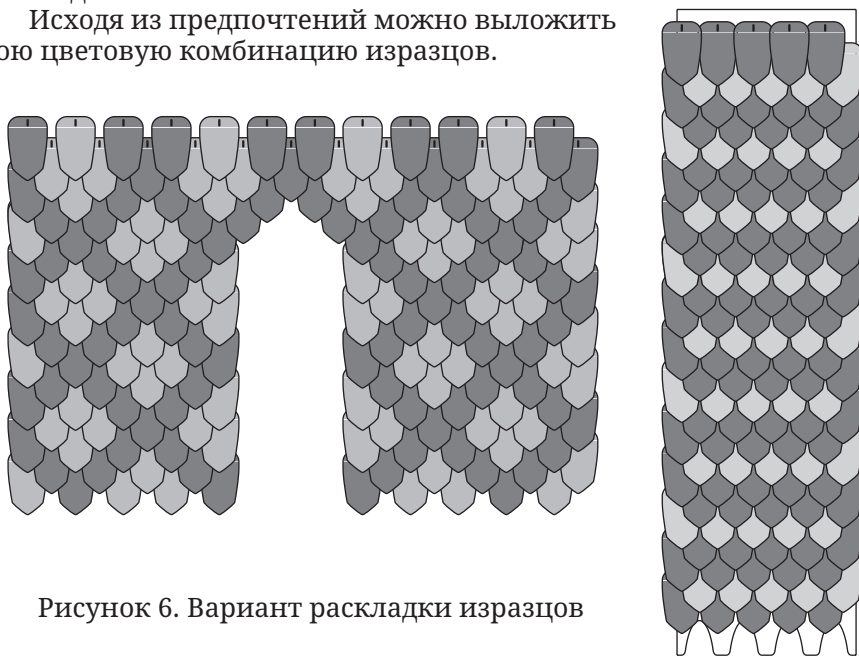 Исходя из предпочтений можно выложить
ою цветовую комбинацию изразцов.
Рисунок 6. Вариант раскладки изразцов